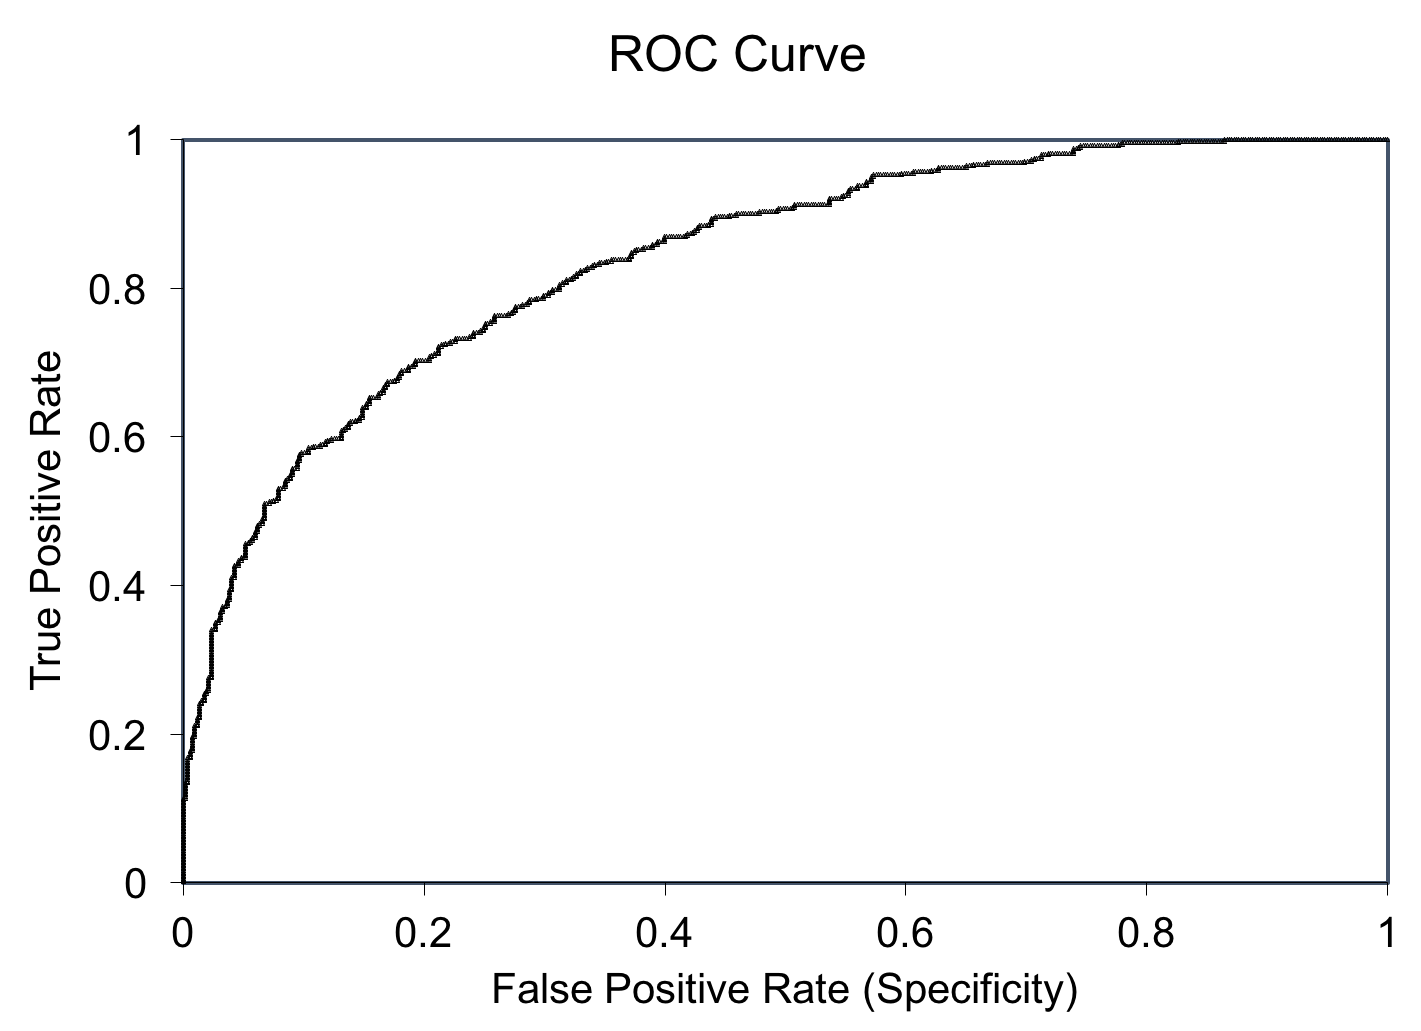 ROC Curve
1
0.8
0.6
0.4
0.2
0
True Positive Rate
0 0.2 0.4 0.6 0.8 1
False Positive Rate (Specificity)